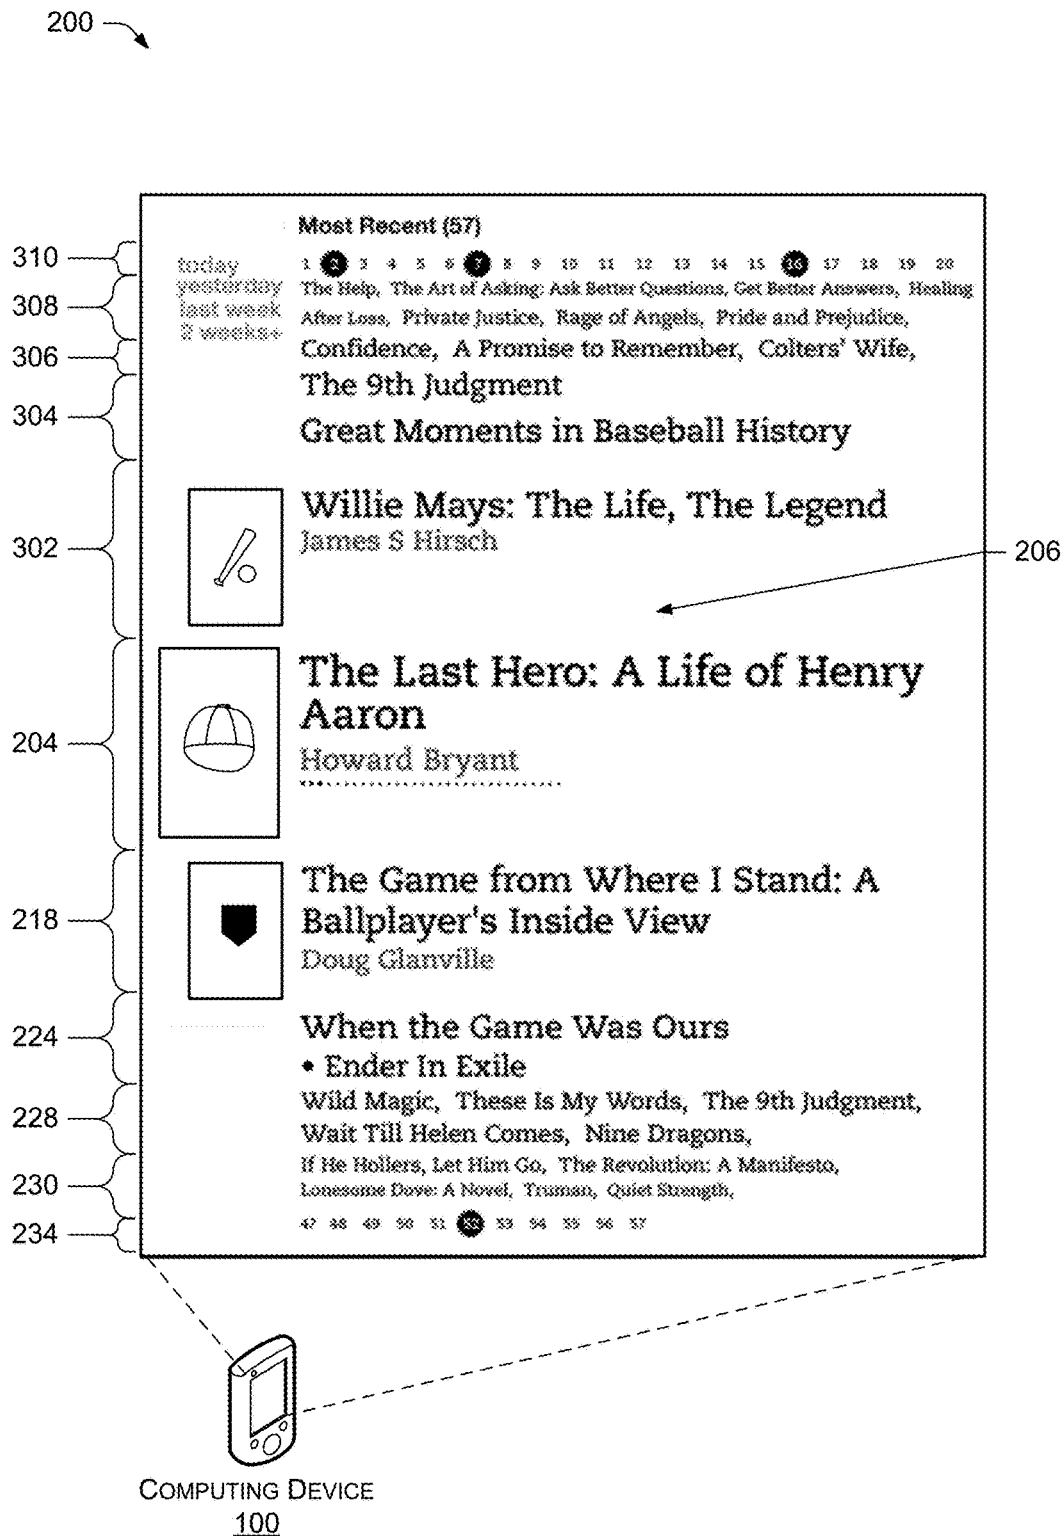 200
Most Recent (57)
310
today
1 2 3 4 5 6 7 8 9 10 11 12 13 14 15 16 17 18 19 20
308
yesterday
The Help, The Art of Asking: Ask Better Questions, Get Better Answers, Healing
last week
After Loss, Private Justice, Rage of Angels, Pride and Prejudice,
2 weeks+
306
Confidence, A Promise to Remember, Colters' Wife,
The 9th Judgment
304
Great Moments in Baseball History
302
Willie Mays: The Life, The Legend
James S Hirsch
206
204
The Last Hero: A Life of Henry
Aaron
Howard Bryant
218
The Game from Where I Stand: A
Ballplayer's Inside View
Doug Glanville
224
When the Game Was Ours
• Ender In Exile
228
Wild Magic, These Is My Words, The 9th Judgment,
Wait Till Helen Comes, Nine Dragons,
230
If He Hollers, Let Him Go, The Revolution: A Manifesto,
Lonesome Dove: A Novel, Truman, Quiet Strength,
234
47 48 49 50 51 52 53 54 55 56 57
COMPUTING DEVICE
100